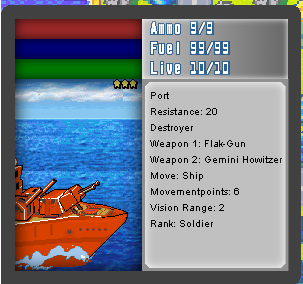 Ammo 9/9
Fuel 99/99
Live 10/10
Port
Resistance: 20
Destroyer
Weapon 1: Flak-Gun
Weapon 2: Gemini Howitzer
Move: Ship
Movementpoints: 6
Vision Range: 2
Rank: Soldier